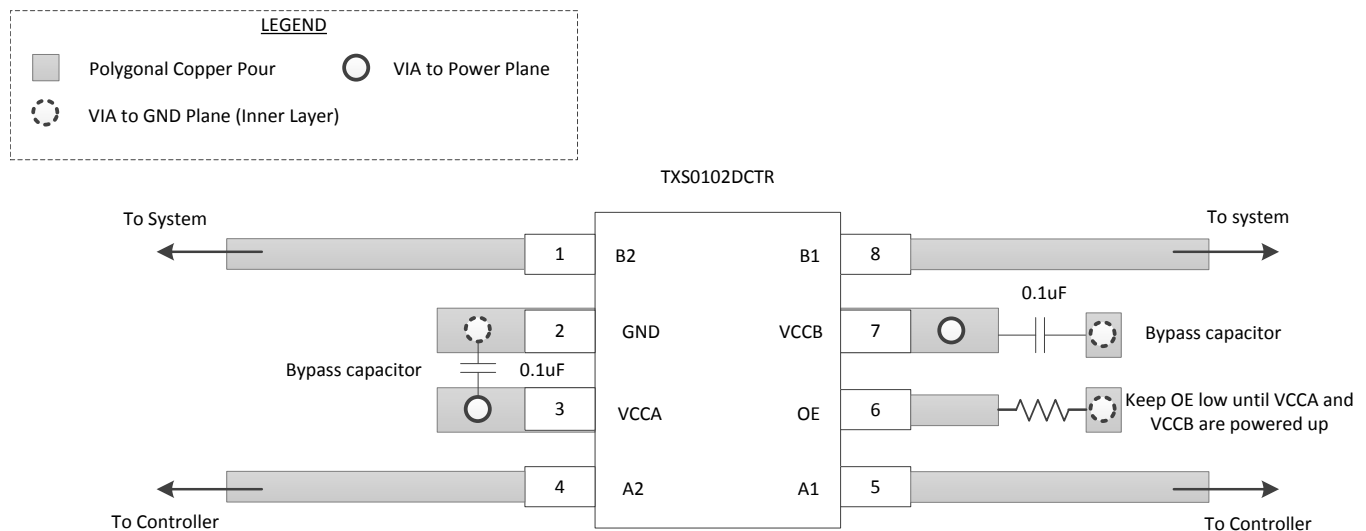 LEGEND
Polygonal Copper Pour
VIA to Power Plane
VIA to GND Plane (Inner Layer)
TXS0102DCTR
To System
To system
1
B2
B1
8
0.1uF
2
GND
VCCB
7
Bypass capacitor
Bypass capacitor
0.1uF
3
VCCA
OE
6
Keep OE low until VCCA and
VCCB are powered up
4
A2
A1
5
To Controller
To Controller